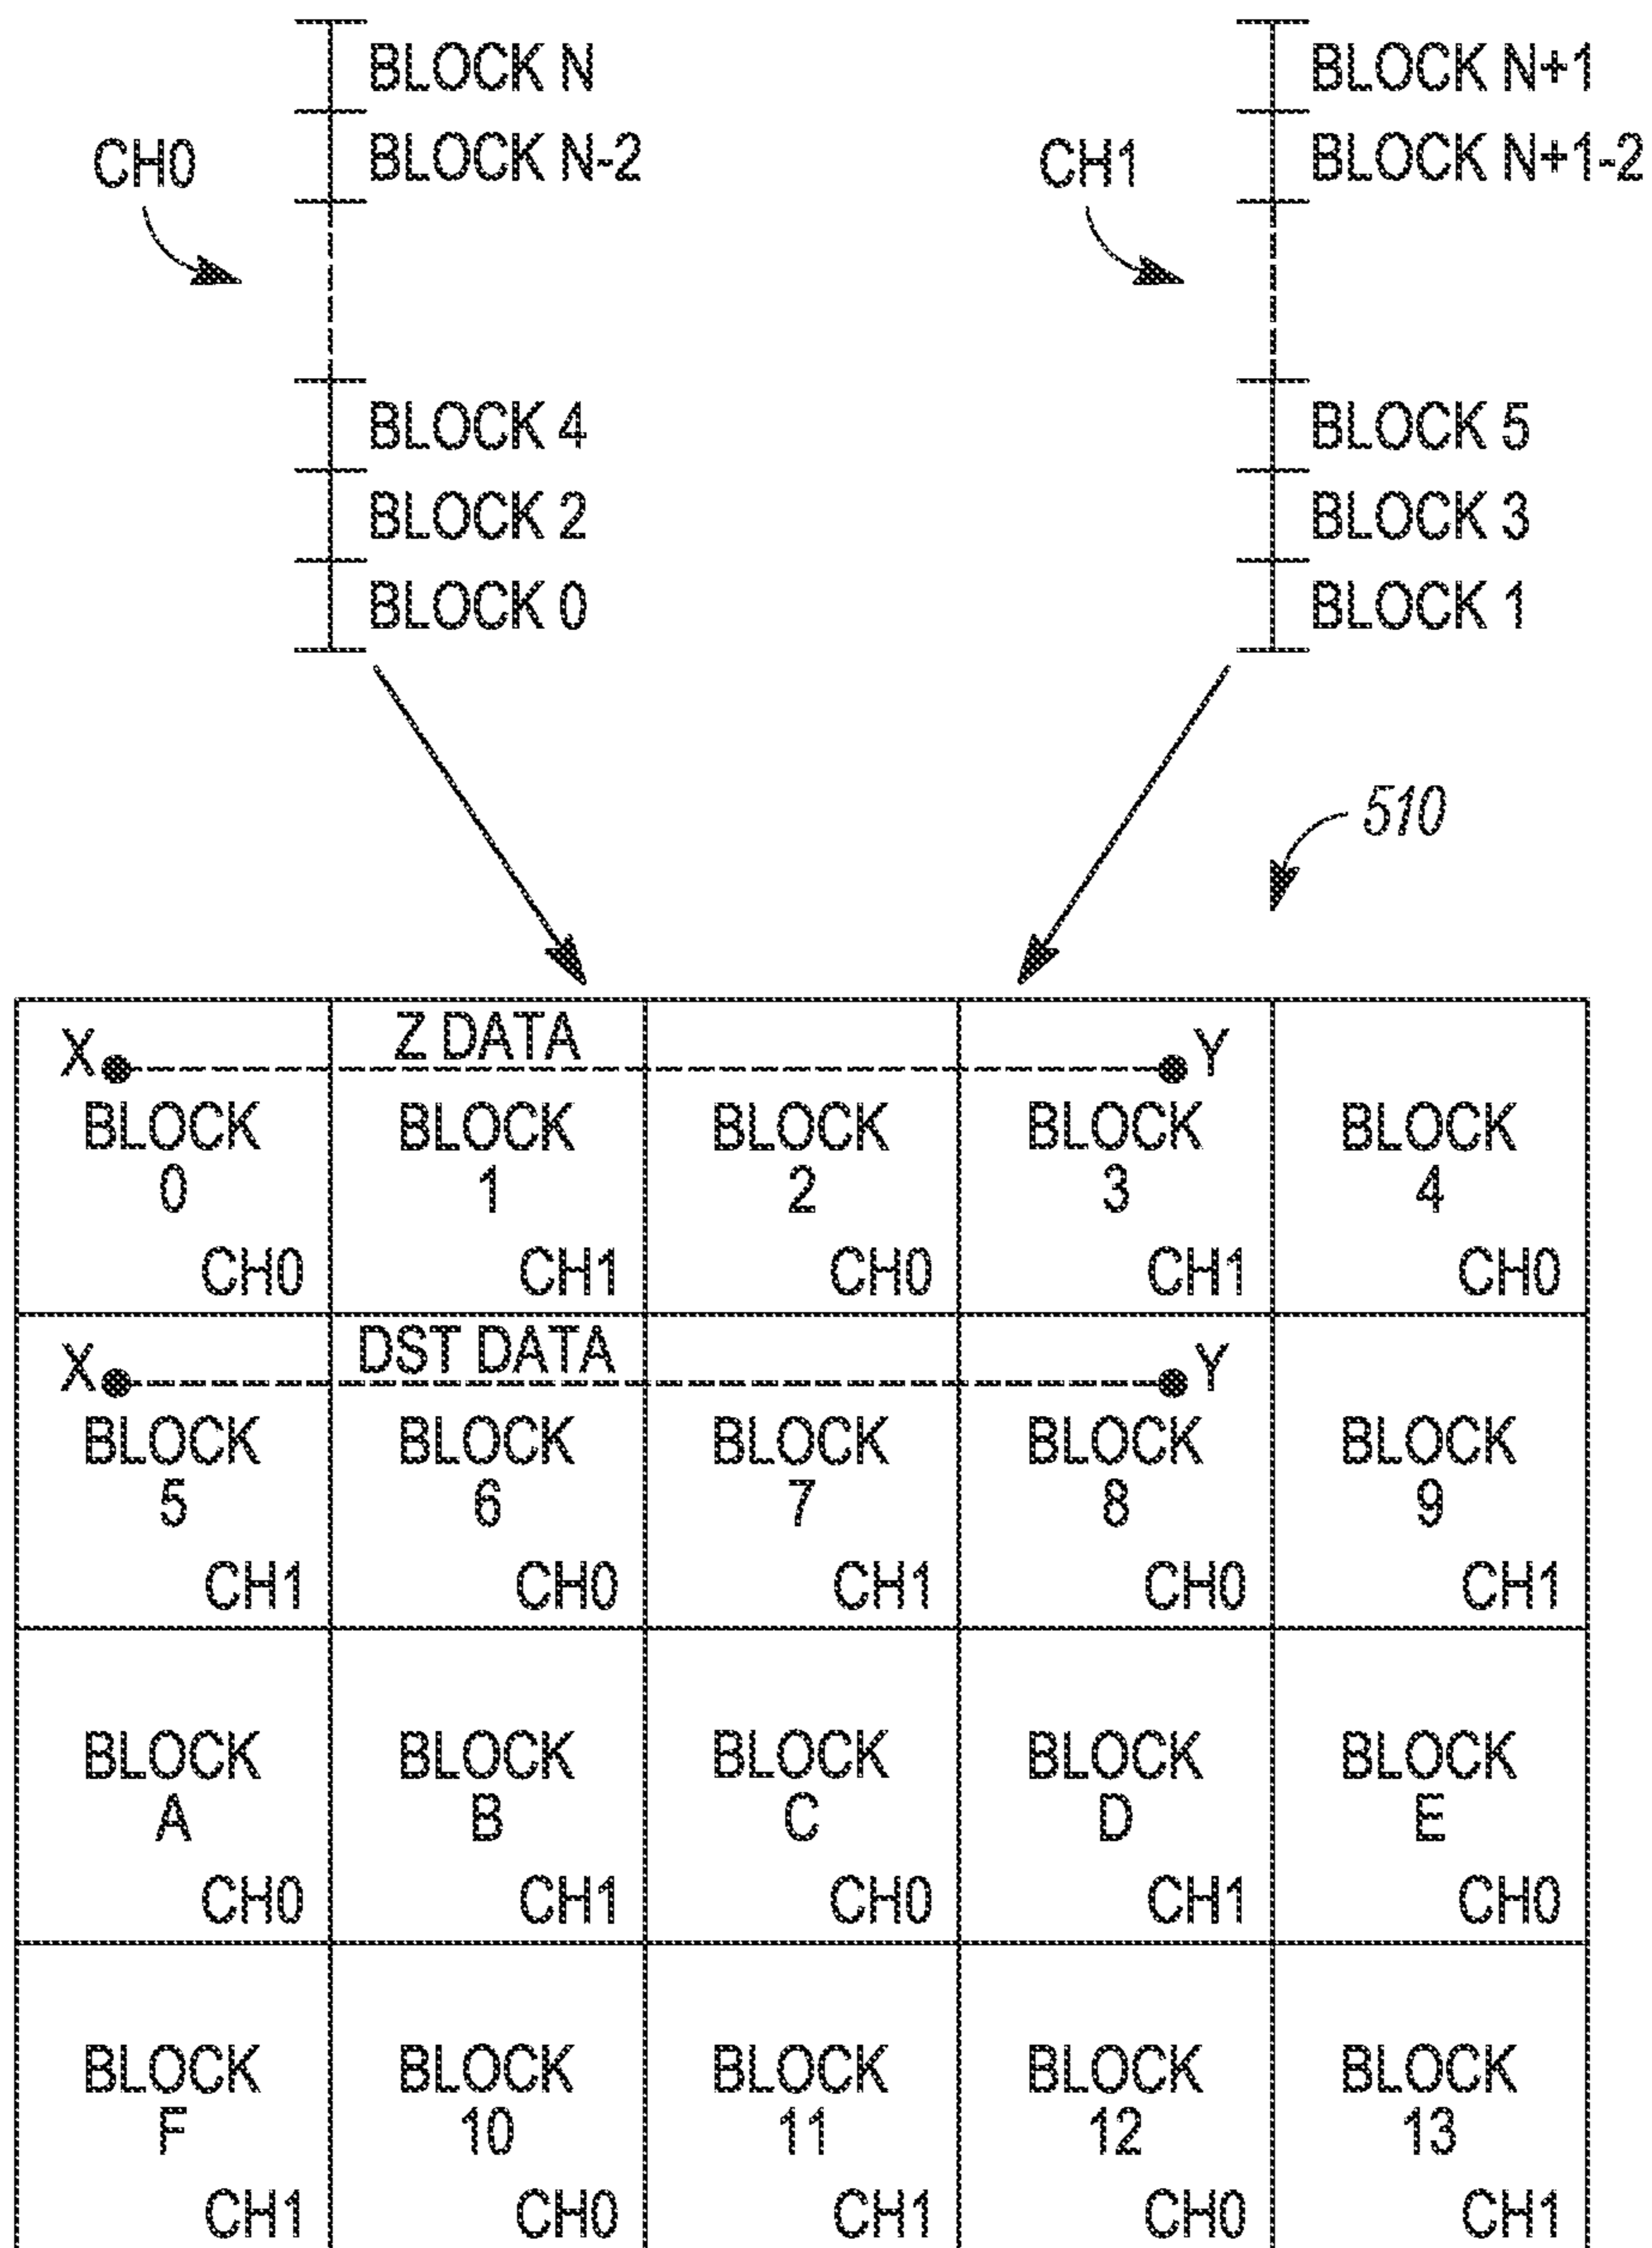 BLOCK N
BLOCK N-2
CH0
BLOCK 4
BLOCK 2
BLOCK 0
BLOCK N+1
BLOCK N+1-2
CH1
BLOCK 5
BLOCK 3
BLOCK 1
510
X Z DATA Y
BLOCK BLOCK BLOCK BLOCK BLOCK
0 1 2 3 4
CH0 CH1 CH0 CH1 CH0
X DST DATA Y
BLOCK BLOCK BLOCK BLOCK BLOCK
5 6 7 8 9
CH1 CH0 CH1 CH0 CH1
BLOCK BLOCK BLOCK BLOCK BLOCK
A B C D E
CH0 CH1 CH0 CH1 CH0
BLOCK BLOCK BLOCK BLOCK BLOCK
F 10 11 12 13
CH1 CH0 CH1 CH0 CH1